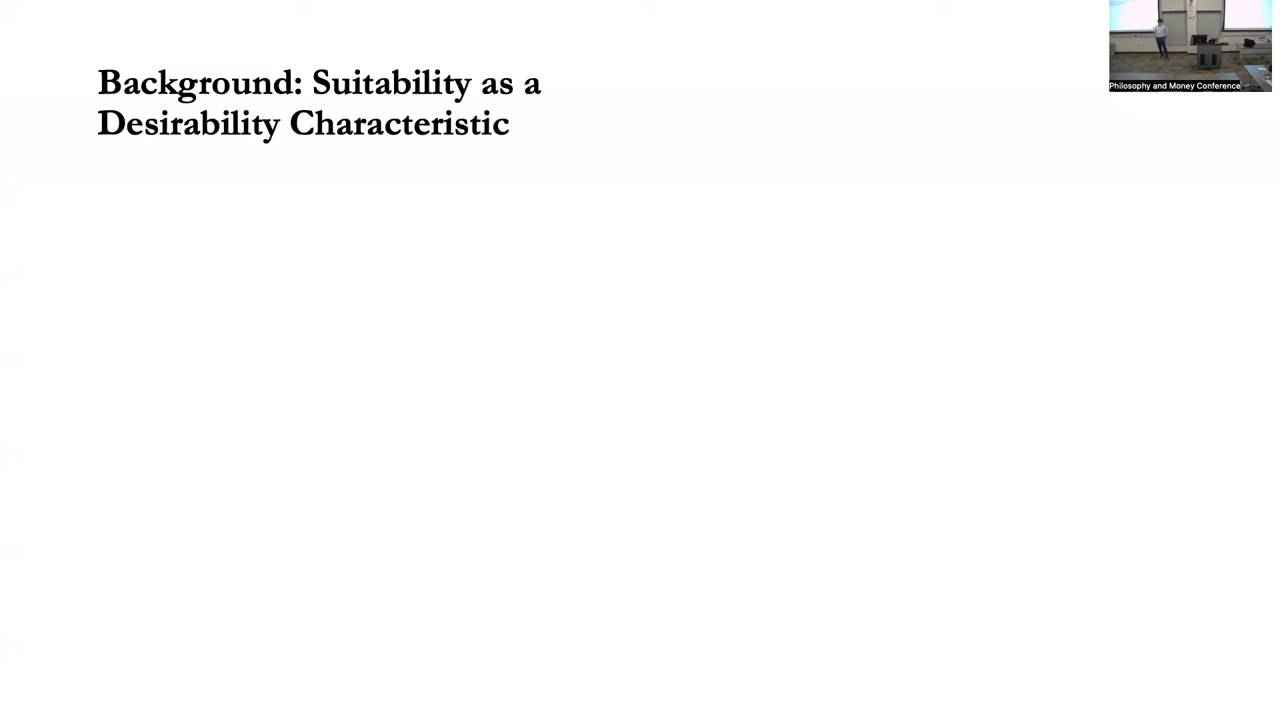 Background: Suitability as a
Desirability Characteristic
Philosophy and Money Conference